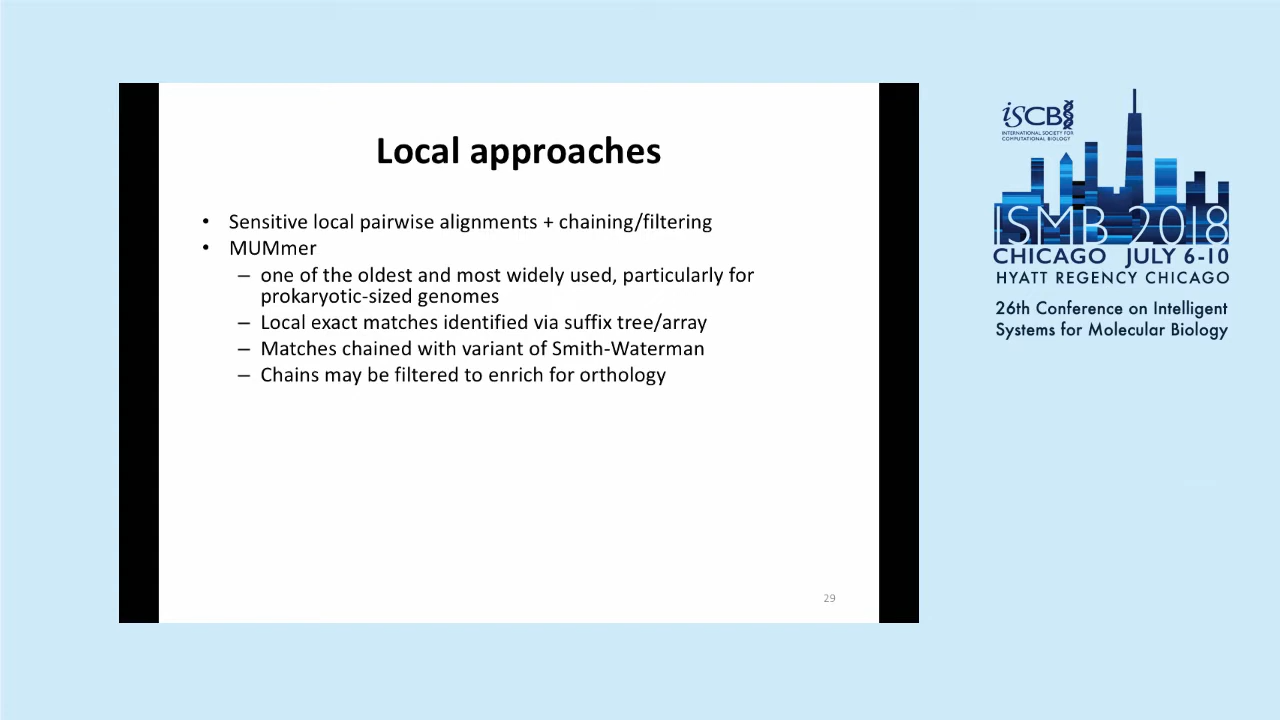 Local approaches
• Sensitive local pairwise alignments + chaining/filtering
• MUMmer
– one of the oldest and most widely used, particularly for
prokaryotic-sized genomes
– Local exact matches identified via suffix tree/array
– Matches chained with variant of Smith-Waterman
– Chains may be filtered to enrich for orthology
29
iSCB
INTERNATIONAL SOCIETY FOR
COMPUTATIONAL BIOLOGY
ISMB 2018
CHICAGO JULY 6-10
HYATT REGENCY CHICAGO
26th Conference on Intelligent
Systems for Molecular Biology